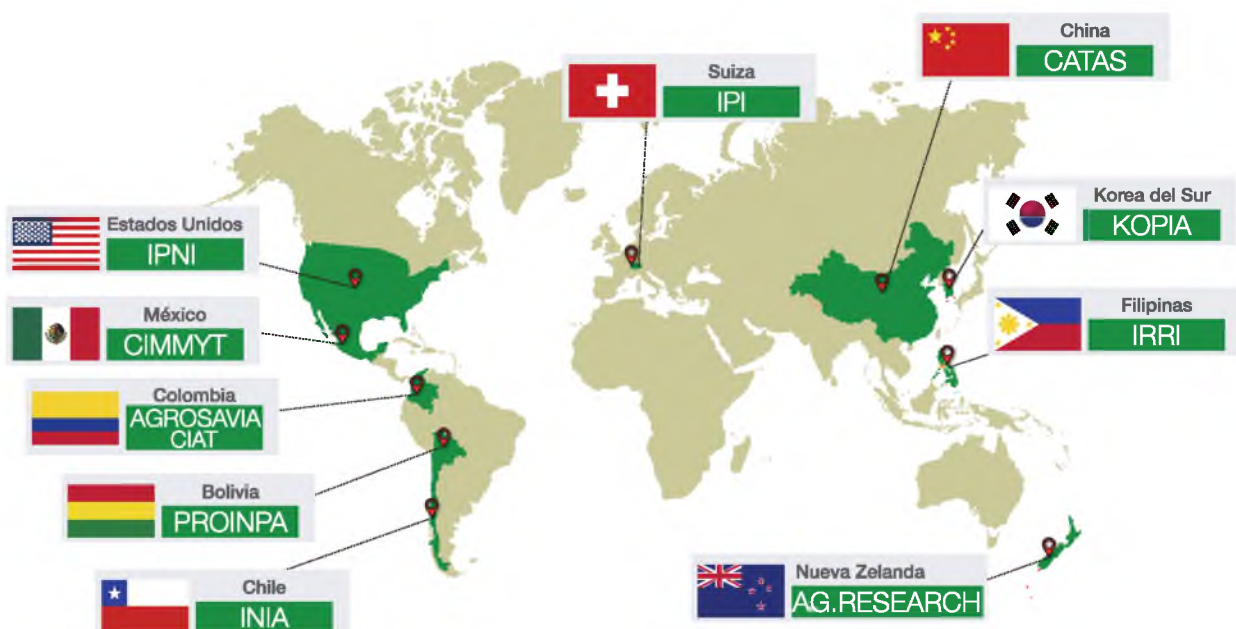 China
CATAS
Suiza
IPI
Korea del Sur
KOPIA
Estados Unidos
IPNI
Filipinas
IRRI
México
CIMMYT
Colombia
AGROSAVIA
CIAT
Bolivia
PROINPA
Nueva Zelanda
AG.RESEARCH
Chile
INIA